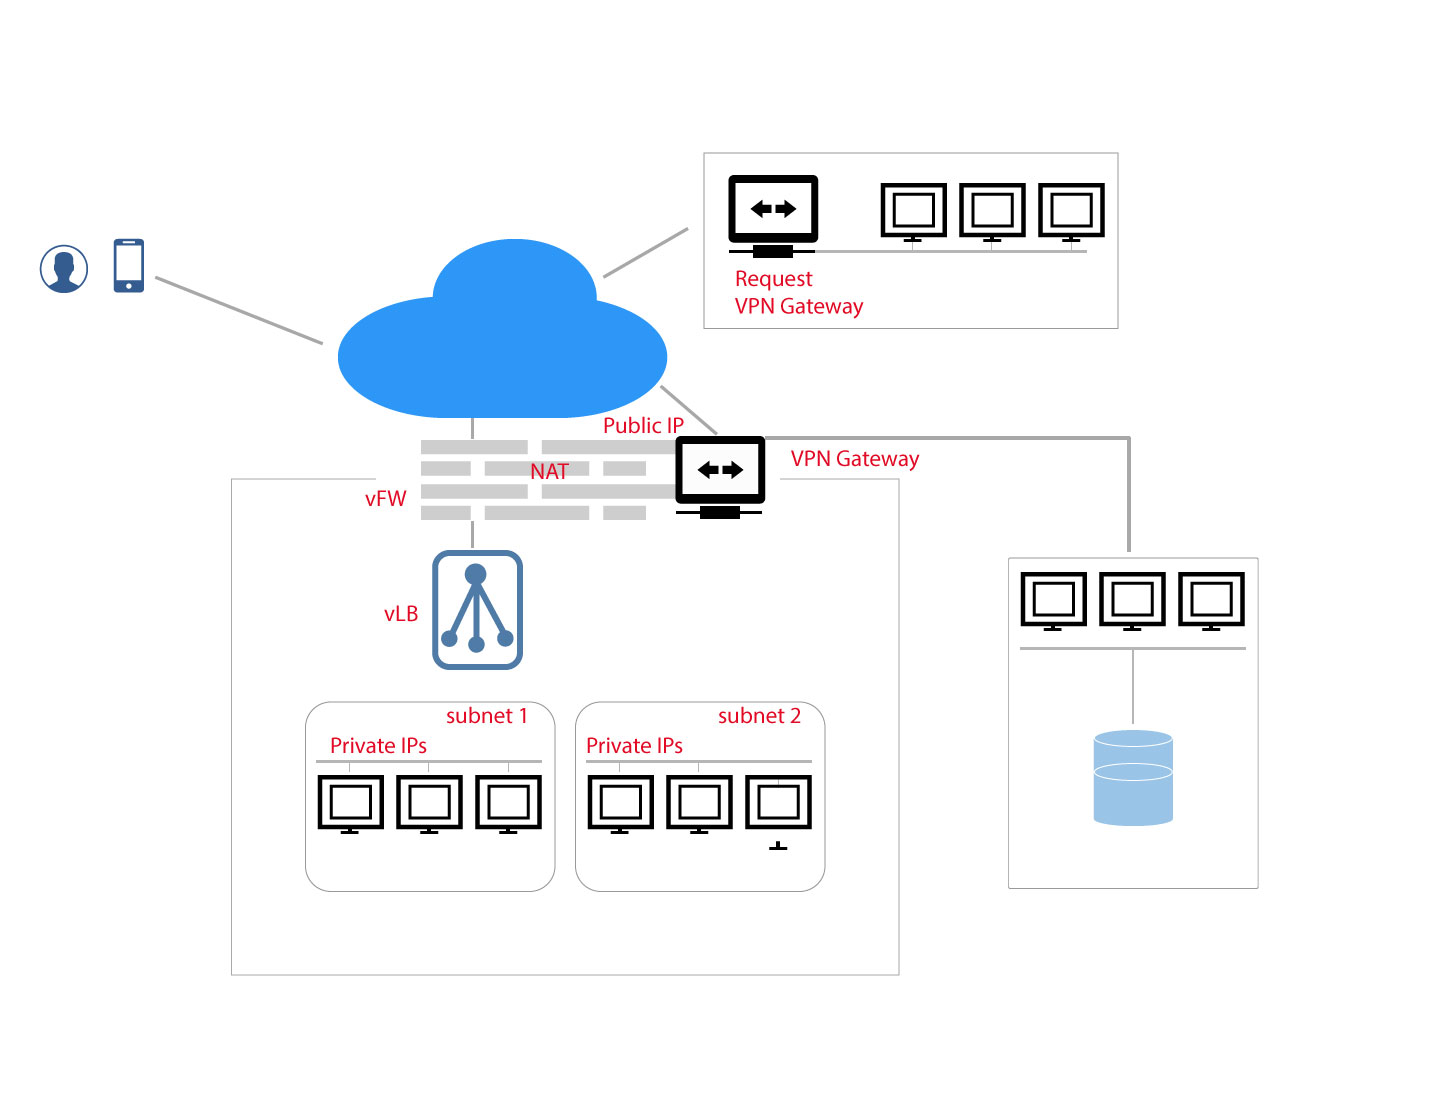 Request
VPN Gateway
Public IP
VPN Gateway
NAT
vFW
vLB
subnet 1
subnet 2
Private IPs
Private IPs